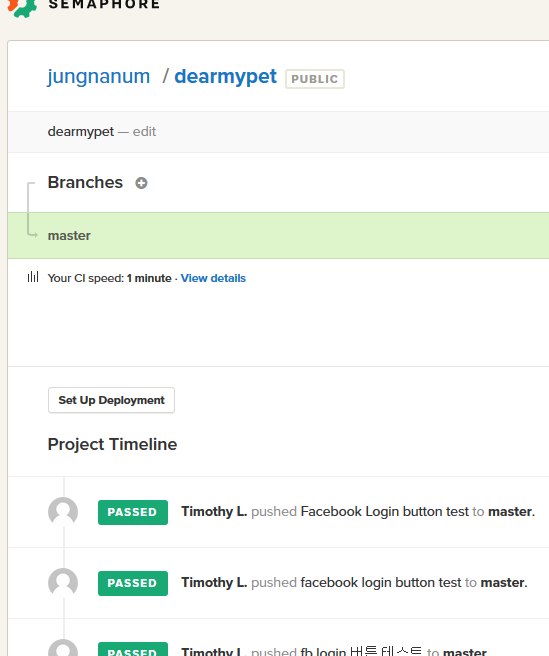 SEMAPHORE
jungnanum / dearmypet PUBLIC
dearmypet — edit
Branches
master
Your CI speed: 1 minute · View details
Set Up Deployment
Project Timeline
PASSED Timothy L. pushed Facebook Login button test to master.
PASSED Timothy L. pushed facebook login button test to master.
PASSED Timothy L. pushed fb login 버튼 테스트 to master.